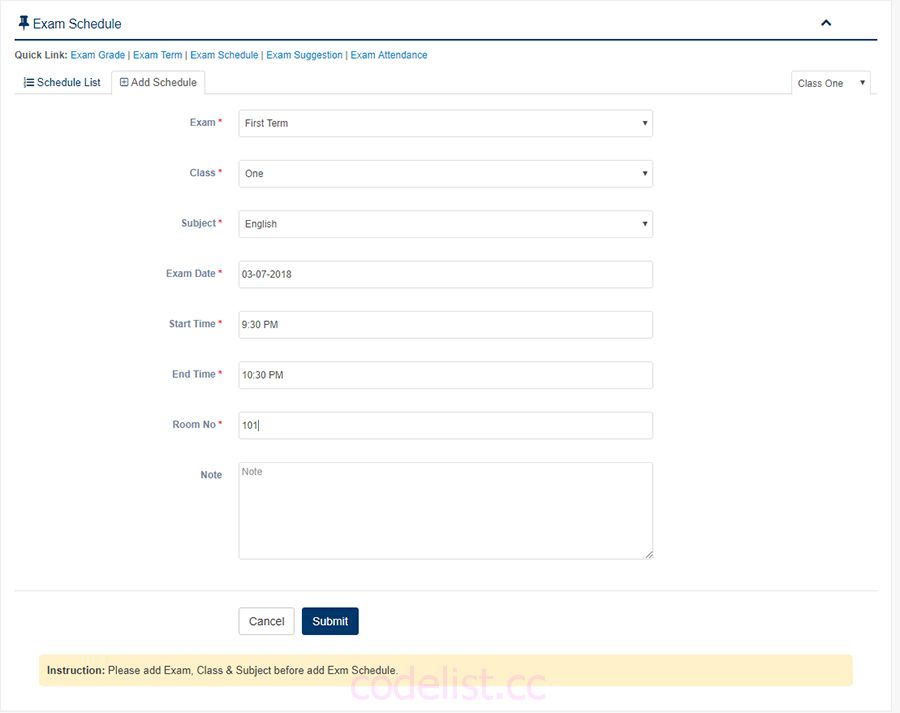 Exam Schedule
Quick Link: Exam Grade | Exam Term | Exam Schedule | Exam Suggestion | Exam Attendance
Schedule List Add Schedule Class One
Exam * First Term
Class * One
Subject * English
Exam Date * 03-07-2018
Start Time * 9:30 PM
End Time * 10:30 PM
Room No * 101
Note Note
Cancel Submit
Instruction: Please add Exam, Class & Subject before add Exm Schedule.
codelist.cc